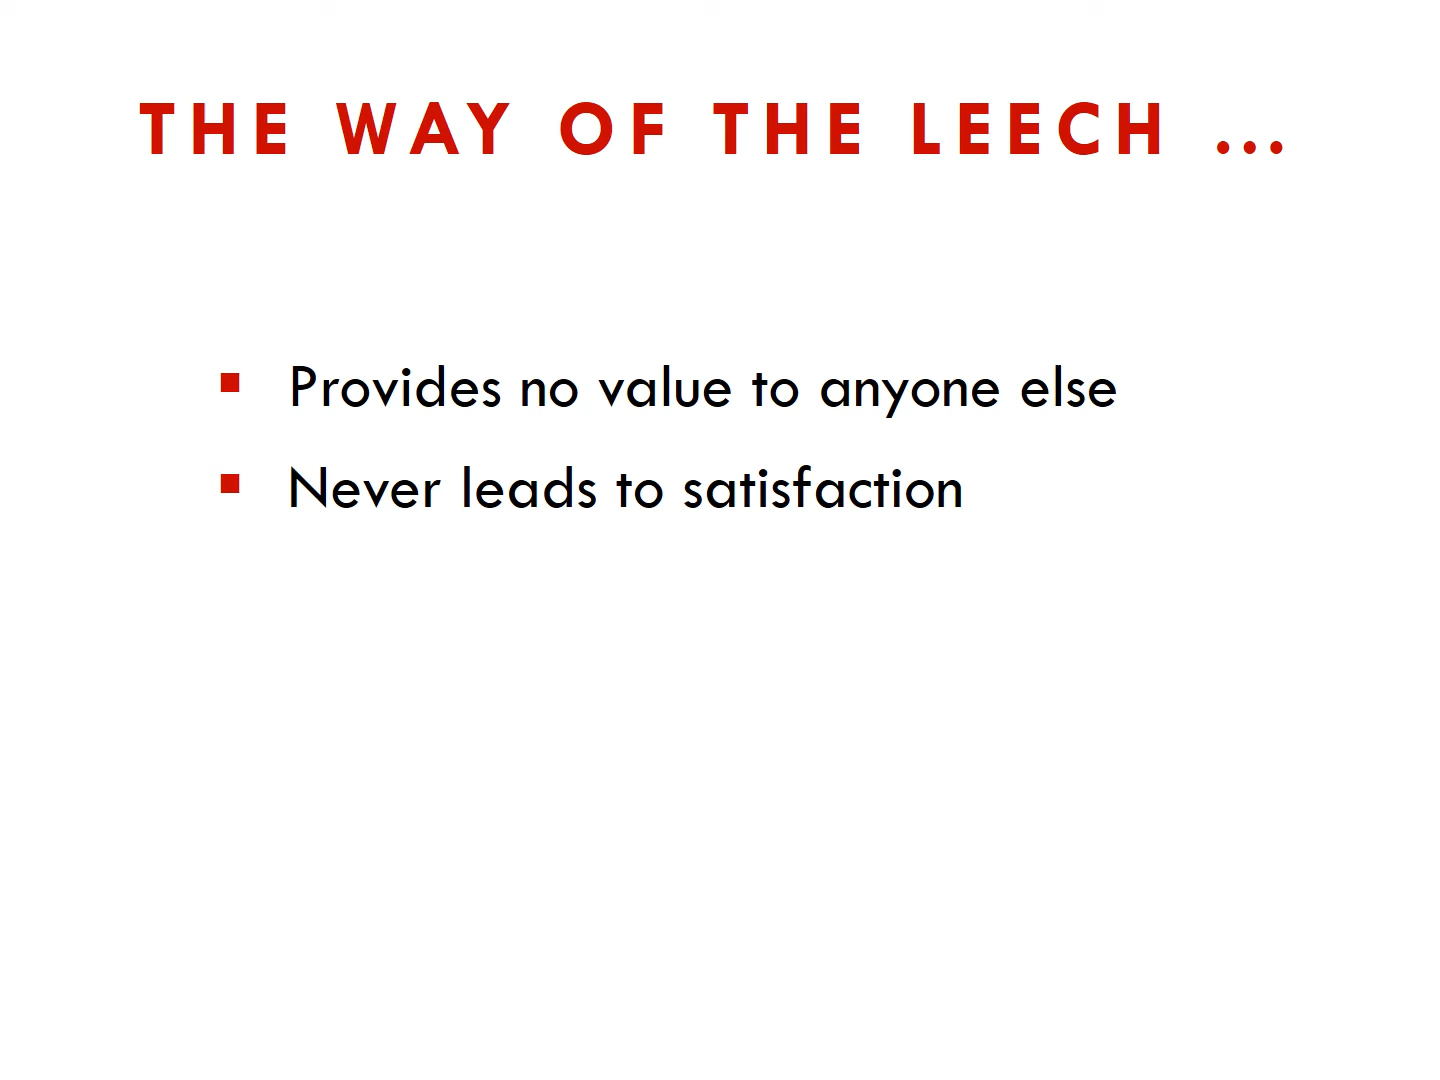 THE WAY OF THE LEECH ...
▪ Provides no value to anyone else
▪ Never leads to satisfaction